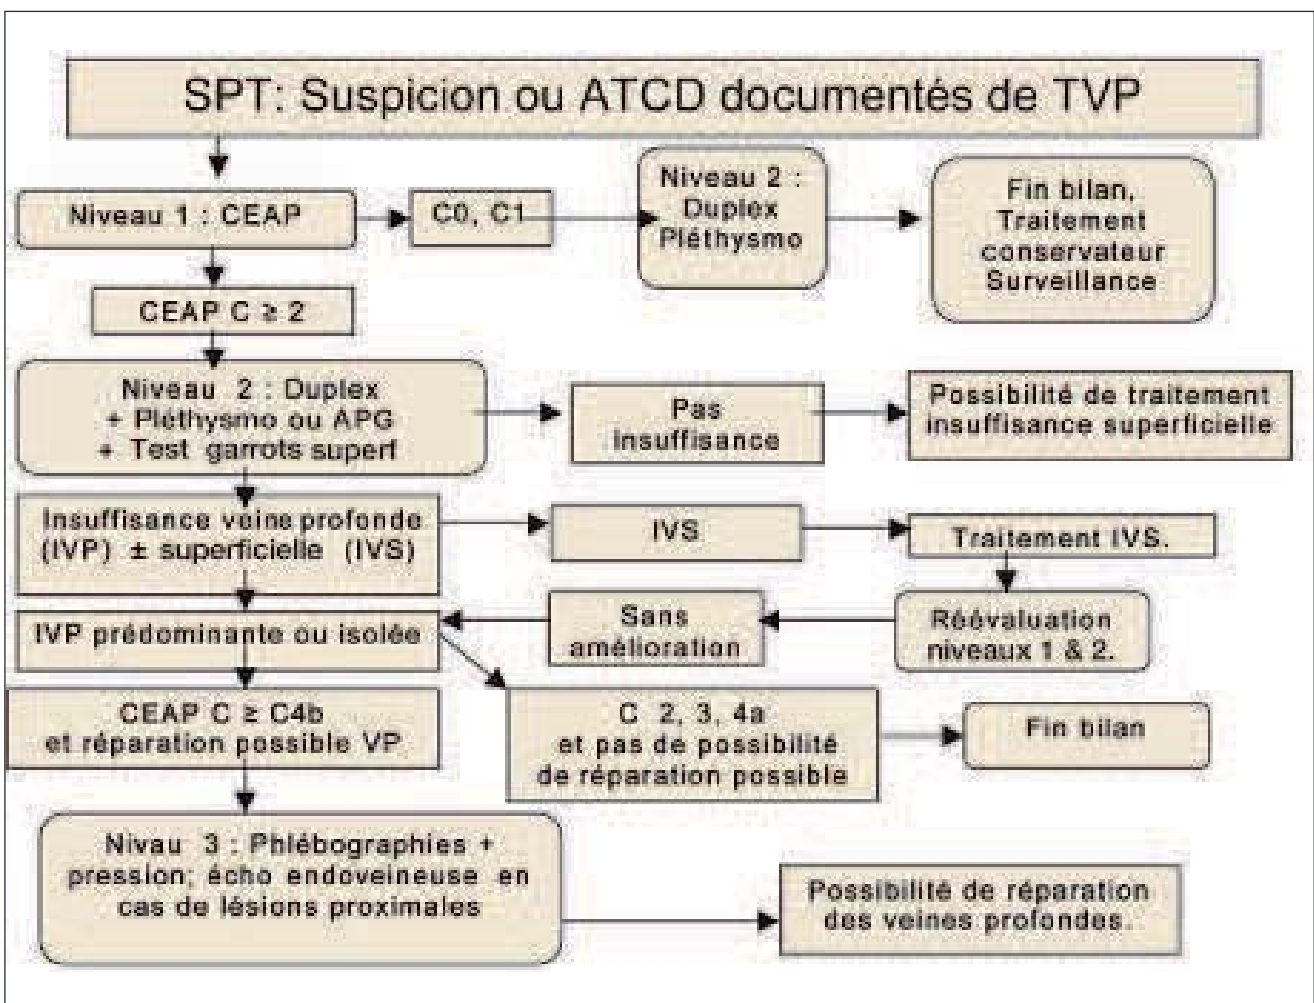 SPT: Suspicion ou ATCD documentés de TVP
Niveau 1 : CEAP
C0, C1
Niveau 2 :
Duplex
Pléthysmo
Fin bilan,
Traitement
conservateur
Surveillance
CEAP C ≥ 2
Niveau 2 : Duplex
+ Pléthysmo ou APG
+ Test garrots superf
Pas
insuffisance
Possibilité de traitement
insuffisance superficielle
Insuffisance veine profonde
(IVP) ± superficielle (IVS)
IVS
Traitement IVS.
Réévaluation
niveaux 1 & 2.
Sans
amélioration
IVP prédominante ou isolée
CEAP C ≥ C4b
et réparation possible VP
C 2, 3, 4a
et pas de possibilité
de réparation possible
Fin bilan
Nivau 3 : Phlébographies +
pression; écho endoveineuse en
cas de lésions proximales
Possibilité de réparation
des veines profondes.